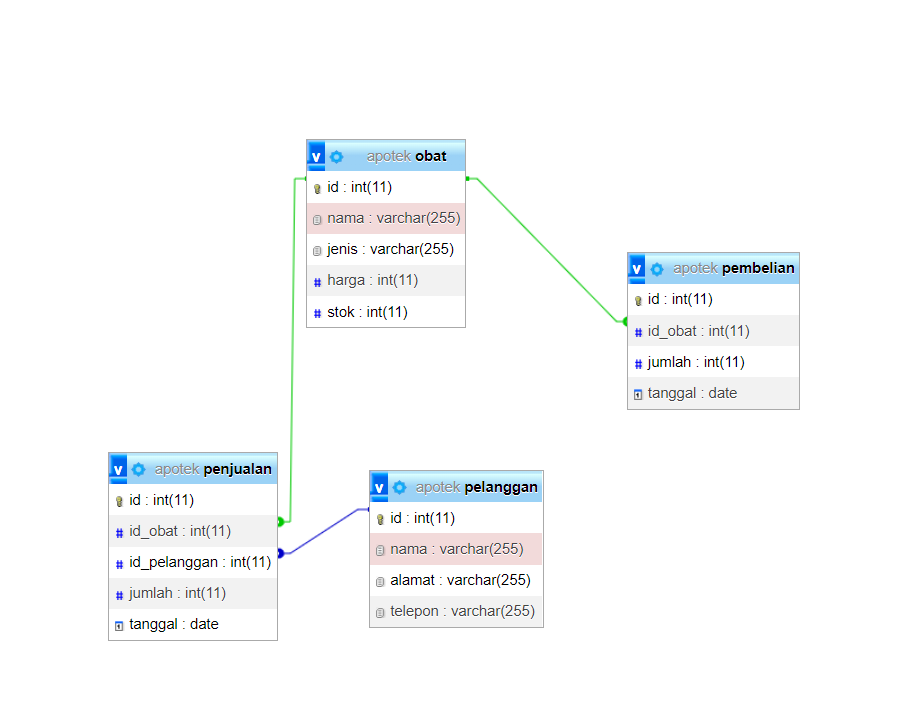 v apotek obat
id : int(11)
nama : varchar(255)
jenis : varchar(255)
# harga : int(11)
# stok : int(11)
v apotek pembelian
id : int(11)
# id_obat : int(11)
# jumlah : int(11)
tanggal : date
v apotek penjualan
id : int(11)
# id_obat : int(11)
# id_pelanggan : int(11)
# jumlah : int(11)
tanggal : date
v apotek pelanggan
id : int(11)
nama : varchar(255)
alamat : varchar(255)
telepon : varchar(255)